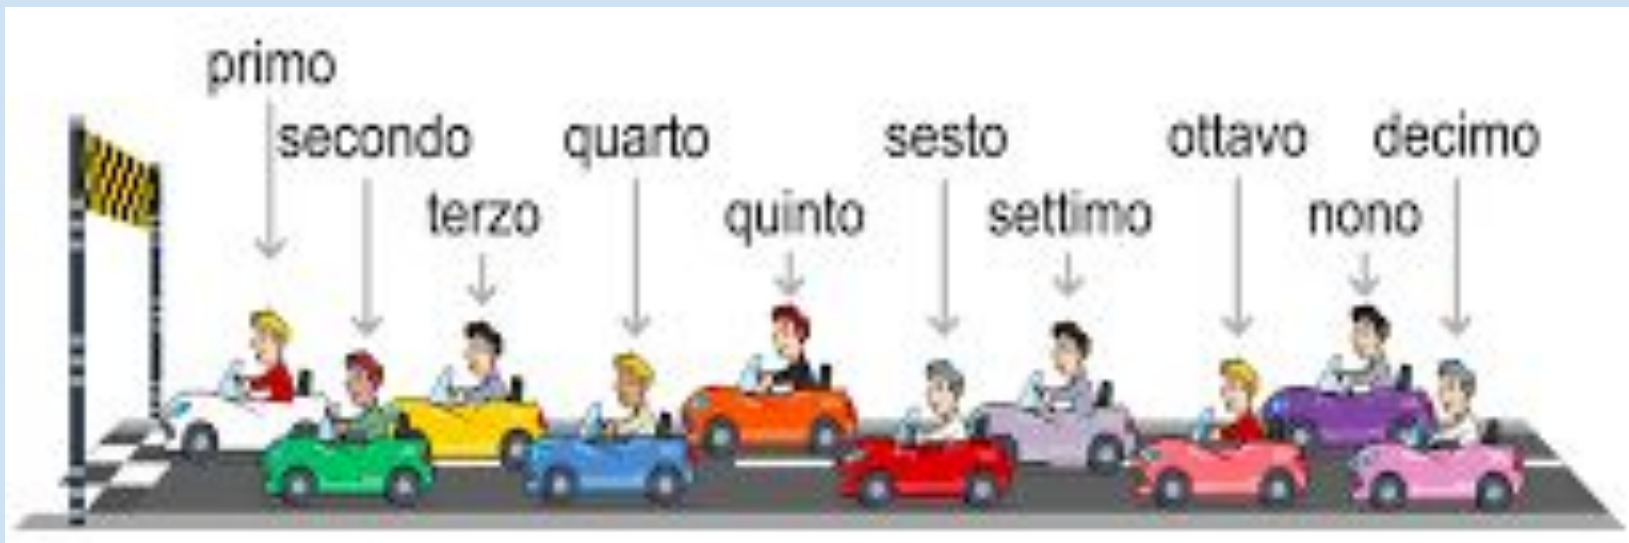 primo
secondo
terzo
quarto
quinto
sesto
settimo
ottavo
nono
decimo